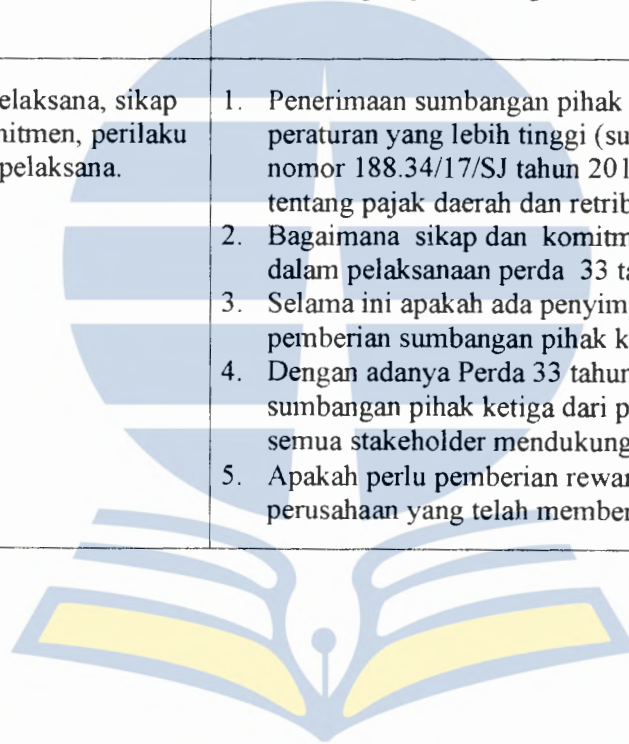 elaksana, sikap
nitmen, perilaku
pelaksana.
1. Penerimaan sumbangan pihak
peraturan yang lebih tinggi (su
nomor 188.34/17/SJ tahun 201
tentang pajak daerah dan retrib
2. Bagaimana sikap dan komitm
dalam pelaksanaan perda 33 ta
3. Selama ini apakah ada penyim
pemberian sumbangan pihak k
4. Dengan adanya Perda 33 tahun
sumbangan pihak ketiga dari p
semua stakeholder mendukung
5. Apakah perlu pemberian rewar
perusahaan yang telah member